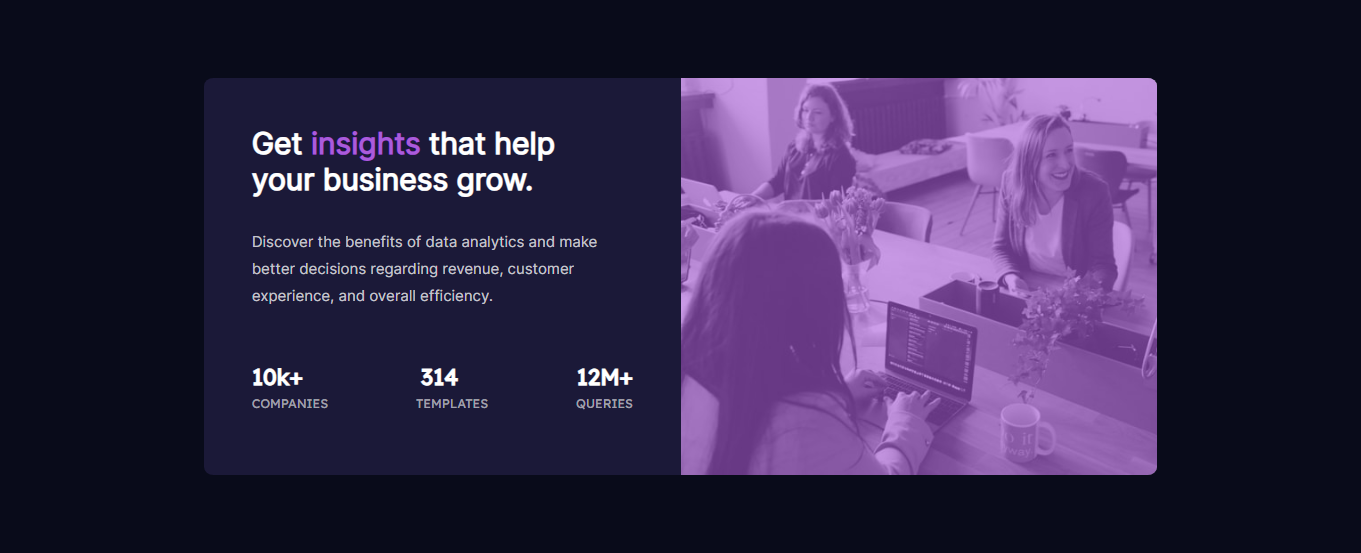 Get insights that help
your business grow.
Discover the benefits of data analytics and make
better decisions regarding revenue, customer
experience, and overall efficiency.
10k+ 314 12M+
COMPANIES TEMPLATES QUERIES